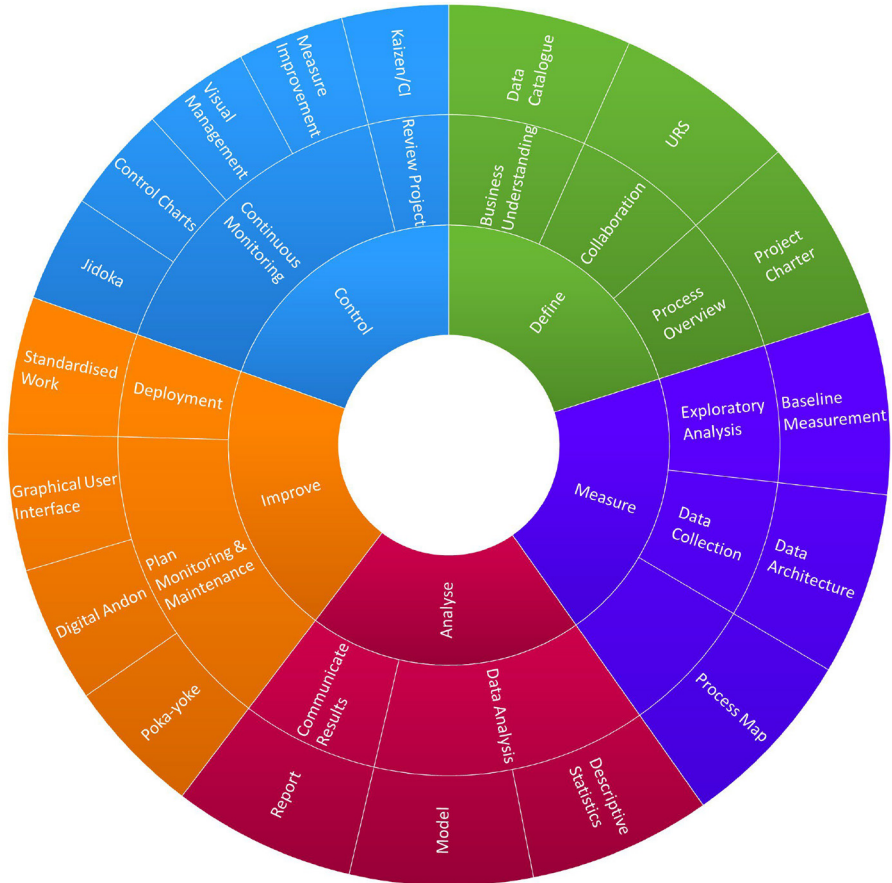 Define
Business
Understanding
Data
Catalogue
Collaboration
URS
Process
Overview
Project
Charter
Measure
Exploratory
Analysis
Baseline
Measurement
Data
Collection
Data
Architecture
Process Map
Analyse
Data Analysis
Descriptive
Statistics
Model
Communicate
Results
Report
Improve
Plan
Monitoring &
Maintenance
Poka-yoke
Digital Andon
Graphical User
Interface
Deployment
Standardised
Work
Control
Continuous
Monitoring
Jidoka
Control Charts
Visual
Management
Measure
Improvement
Review Project
Kaizen/CI